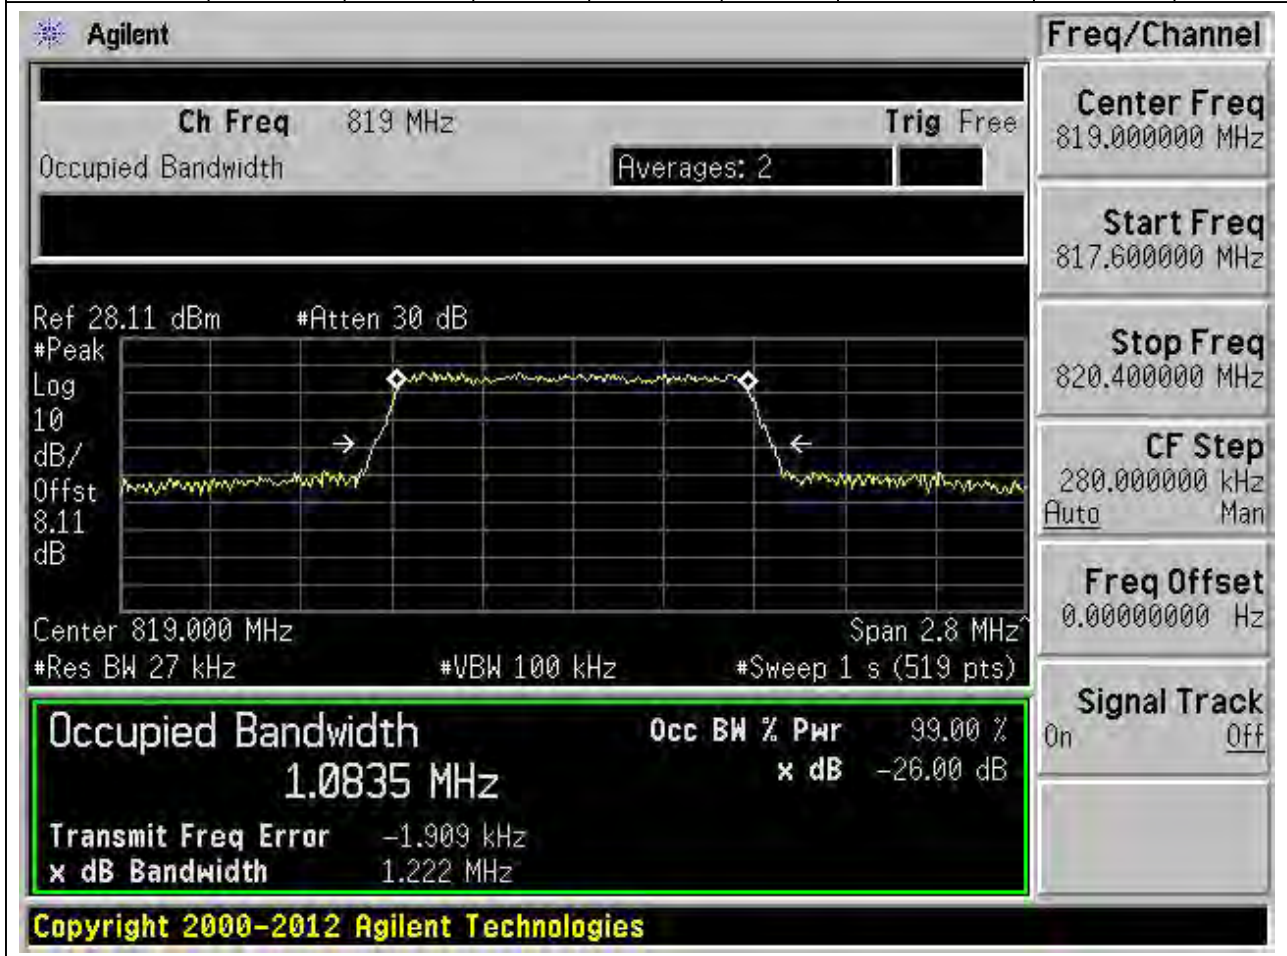 Agilent
Freq/Channel
Ch Freq 819 MHz Trig Free
Occupied Bandwidth Averages: 2
Center Freq
819.000000 MHz
Start Freq
817.600000 MHz
Stop Freq
820.400000 MHz
CF Step
280.000000 kHz
Auto Man
Freq Offset
0.00000000 Hz
Signal Track
On Off
Ref 28.11 dBm #Atten 30 dB
#Peak
Log
10
dB/
Offst
8.11
dB
Center 819.000 MHz Span 2.8 MHz^
#Res BW 27 kHz #VBW 100 kHz #Sweep 1 s (519 pts)
Occupied Bandwidth Occ BW % Pwr 99.00 %
1.0835 MHz x dB -26.00 dB
Transmit Freq Error -1.909 kHz
x dB Bandwidth 1.222 MHz
Copyright 2000-2012 Agilent Technologies